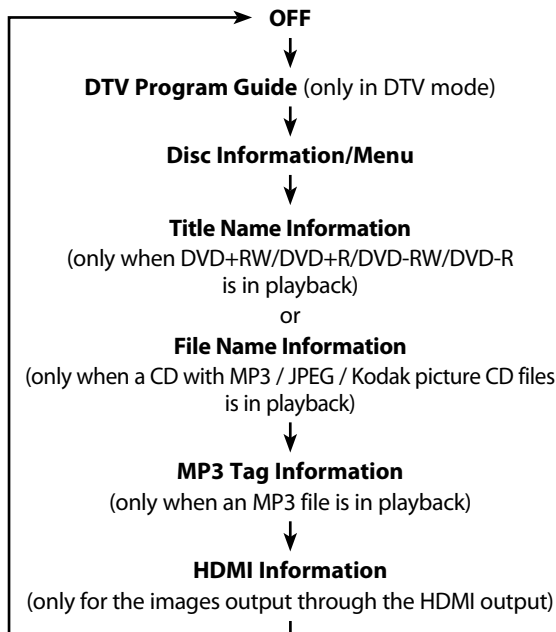 OFF
DTV Program Guide (only in DTV mode)
Disc Information/Menu
Title Name Information
(only when DVD+RW/DVD+R/DVD-RW/DVD-R
is in playback)
or
File Name Information
(only when a CD with MP3 / JPEG / Kodak picture CD files
is in playback)
MP3 Tag Information
(only when an MP3 file is in playback)
HDMI Information
(only for the images output through the HDMI output)